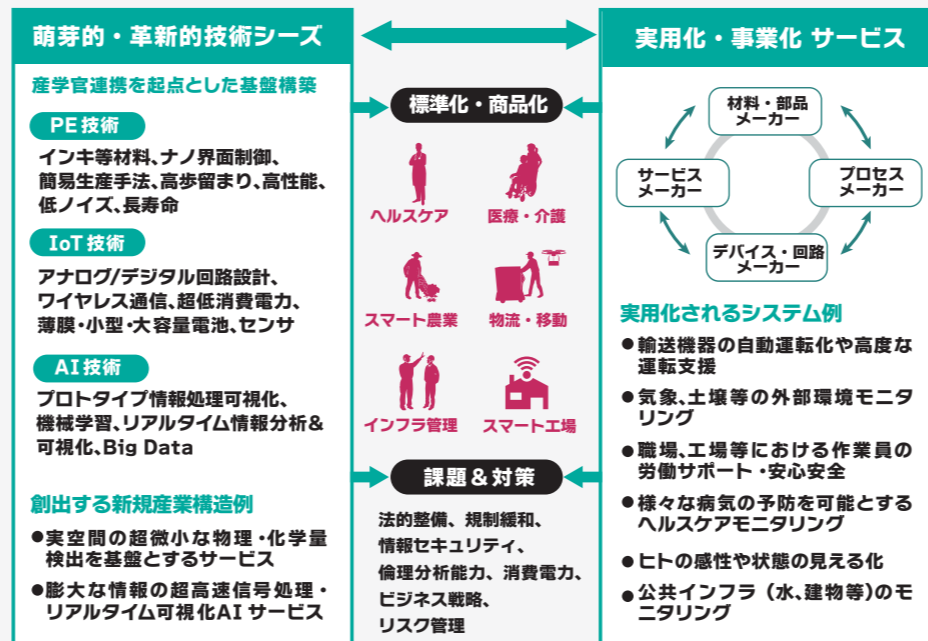 萌芽的・革新的技術シーズ
産学官連携を起点とした基盤構築
PE技術
インキ等材料、ナノ界面制御、
簡易生産手法、高歩留まり、高性能、
低ノイズ、長寿命
IoT技術
アナログ/デジタル回路設計、
ワイヤレス通信、超低消費電力、
薄膜・小型・大容量電池、センサ
AI技術
プロトタイプ情報処理可視化、
機械学習、リアルタイム情報分析&
可視化、Big Data
創出する新規産業構造例
●実空間の超微小な物理・化学量
検出を基盤とするサービス
●膨大な情報の超高速信号処理・
リアルタイム可視化AI サービス
標準化・商品化
ヘルスケア
医療・介護
スマート農業
物流・移動
インフラ管理
スマート工場
課題&対策
法的整備、規制緩和、
情報セキュリティ、
倫理分析能力、消費電力、
ビジネス戦略、
リスク管理
実用化・事業化 サービス
材料・部品
メーカー
サービス
メーカー
プロセス
メーカー
デバイス・回路
メーカー
実用化されるシステム例
●輸送機器の自動運転化や高度な
運転支援
●気象、土壌等の外部環境モニタ
リング
●職場、工場等における作業員の
労働サポート・安心安全
●様々な病気の予防を可能とする
ヘルスケアモニタリング
●ヒトの感性や状態の見える化
●公共インフラ（水、建物等）のモ
ニタリング